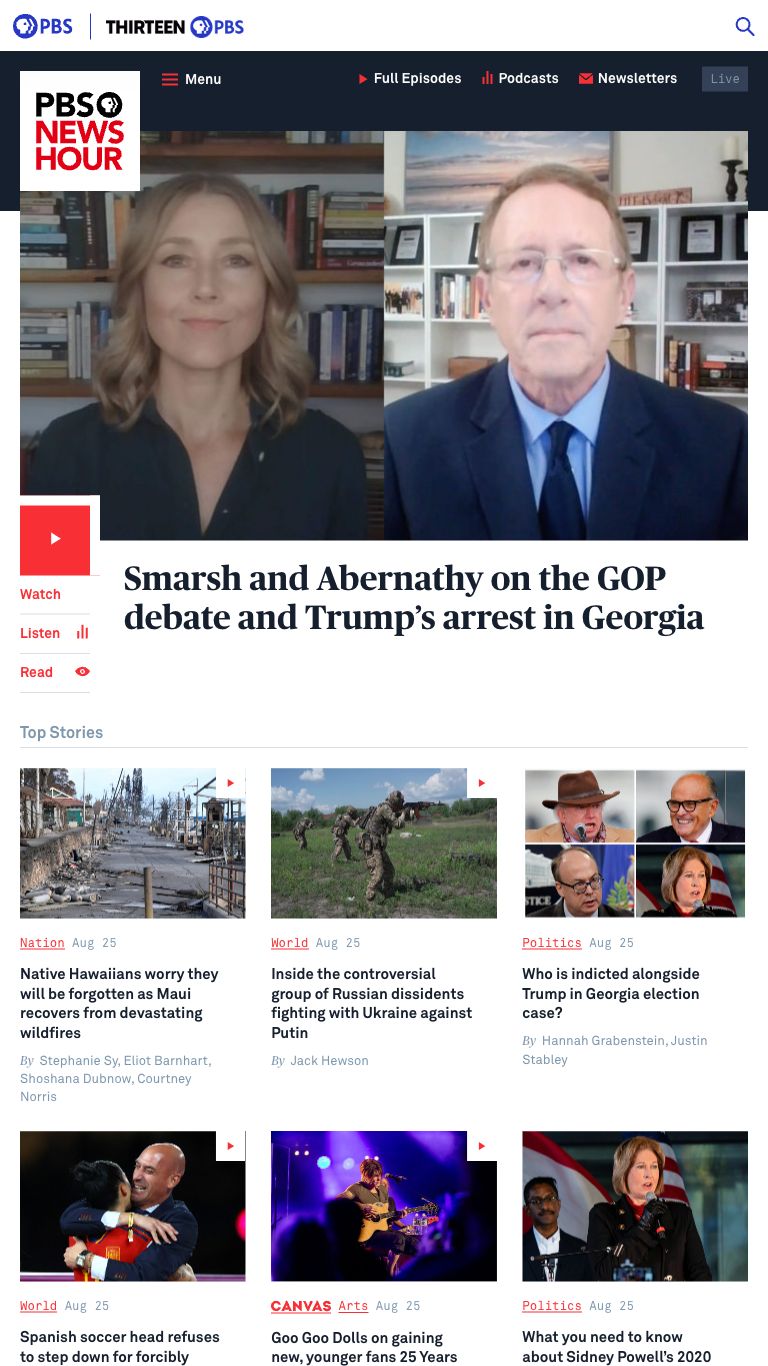 PBS THIRTEEN PBS
Menu Full Episodes Podcasts Newsletters Live
PBS
NEWS
HOUR
Smarsh and Abernathy on the GOP
debate and Trump’s arrest in Georgia
Watch
Listen
Read
Top Stories
Nation Aug 25
Native Hawaiians worry they
will be forgotten as Maui
recovers from devastating
wildfires
By Stephanie Sy, Eliot Barnhart,
Shoshana Dubnow, Courtney
Norris
World Aug 25
Inside the controversial
group of Russian dissidents
fighting with Ukraine against
Putin
By Jack Hewson
Politics Aug 25
Who is indicted alongside
Trump in Georgia election
case?
By Hannah Grabenstein, Justin
Stabley
World Aug 25
Spanish soccer head refuses
to step down for forcibly
CANVAS Arts Aug 25
Goo Goo Dolls on gaining
new, younger fans 25 Years
Politics Aug 25
What you need to know
about Sidney Powell’s 2020